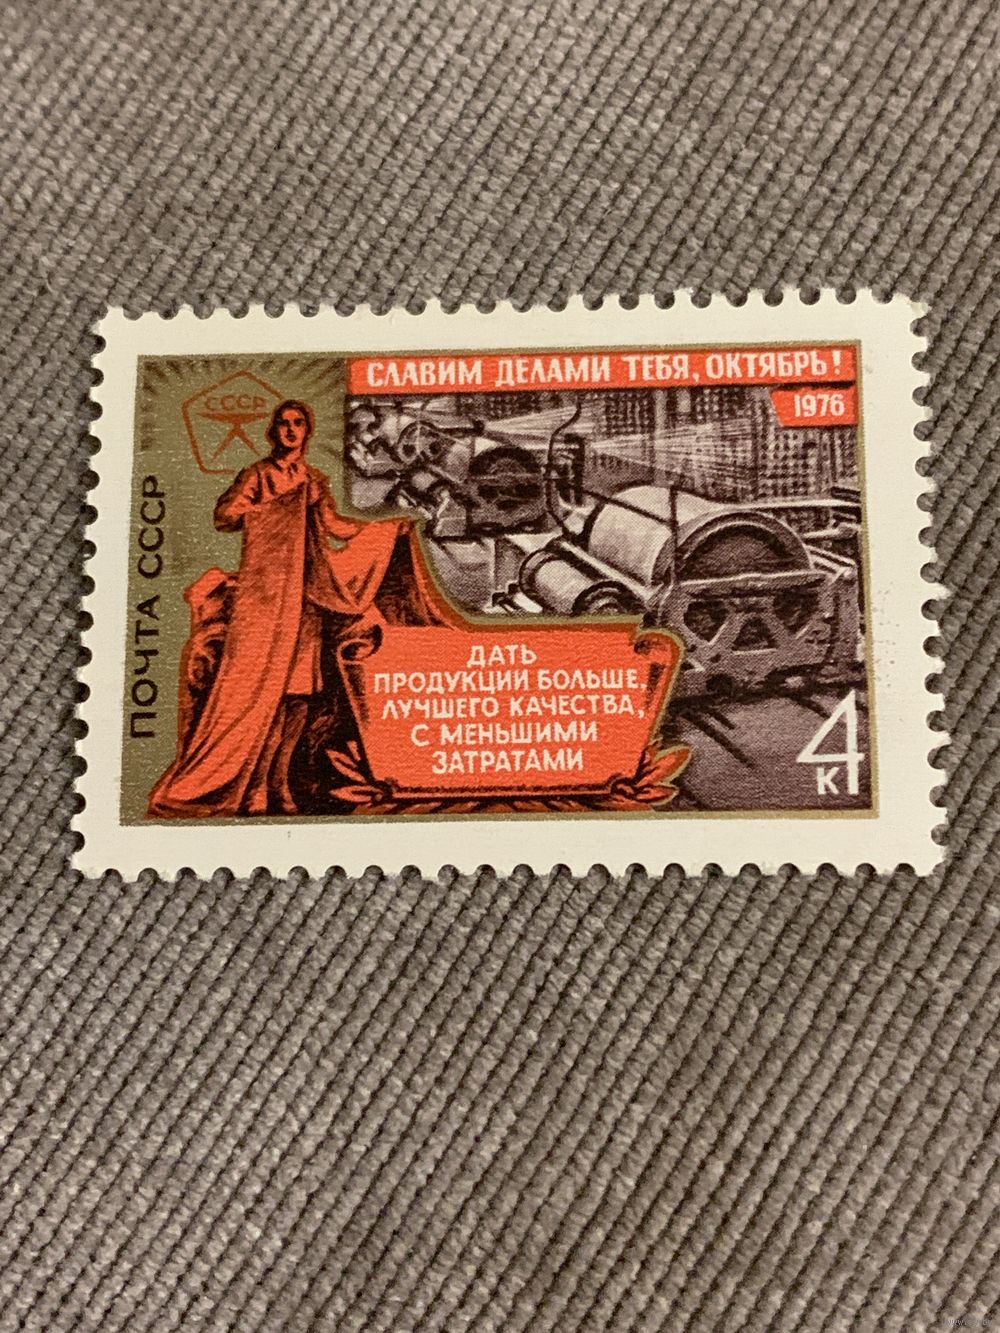 СЛАВИМ ДЕЛАМИ ТЕБЯ, ОКТЯБРЬ!
1976
СССР
ПОЧТА СССР
ДАТЬ
ПРОДУКЦИИ БОЛЬШЕ,
ЛУЧШЕГО КАЧЕСТВА,
С МЕНЬШИМИ
ЗАТРАТАМИ
4
К